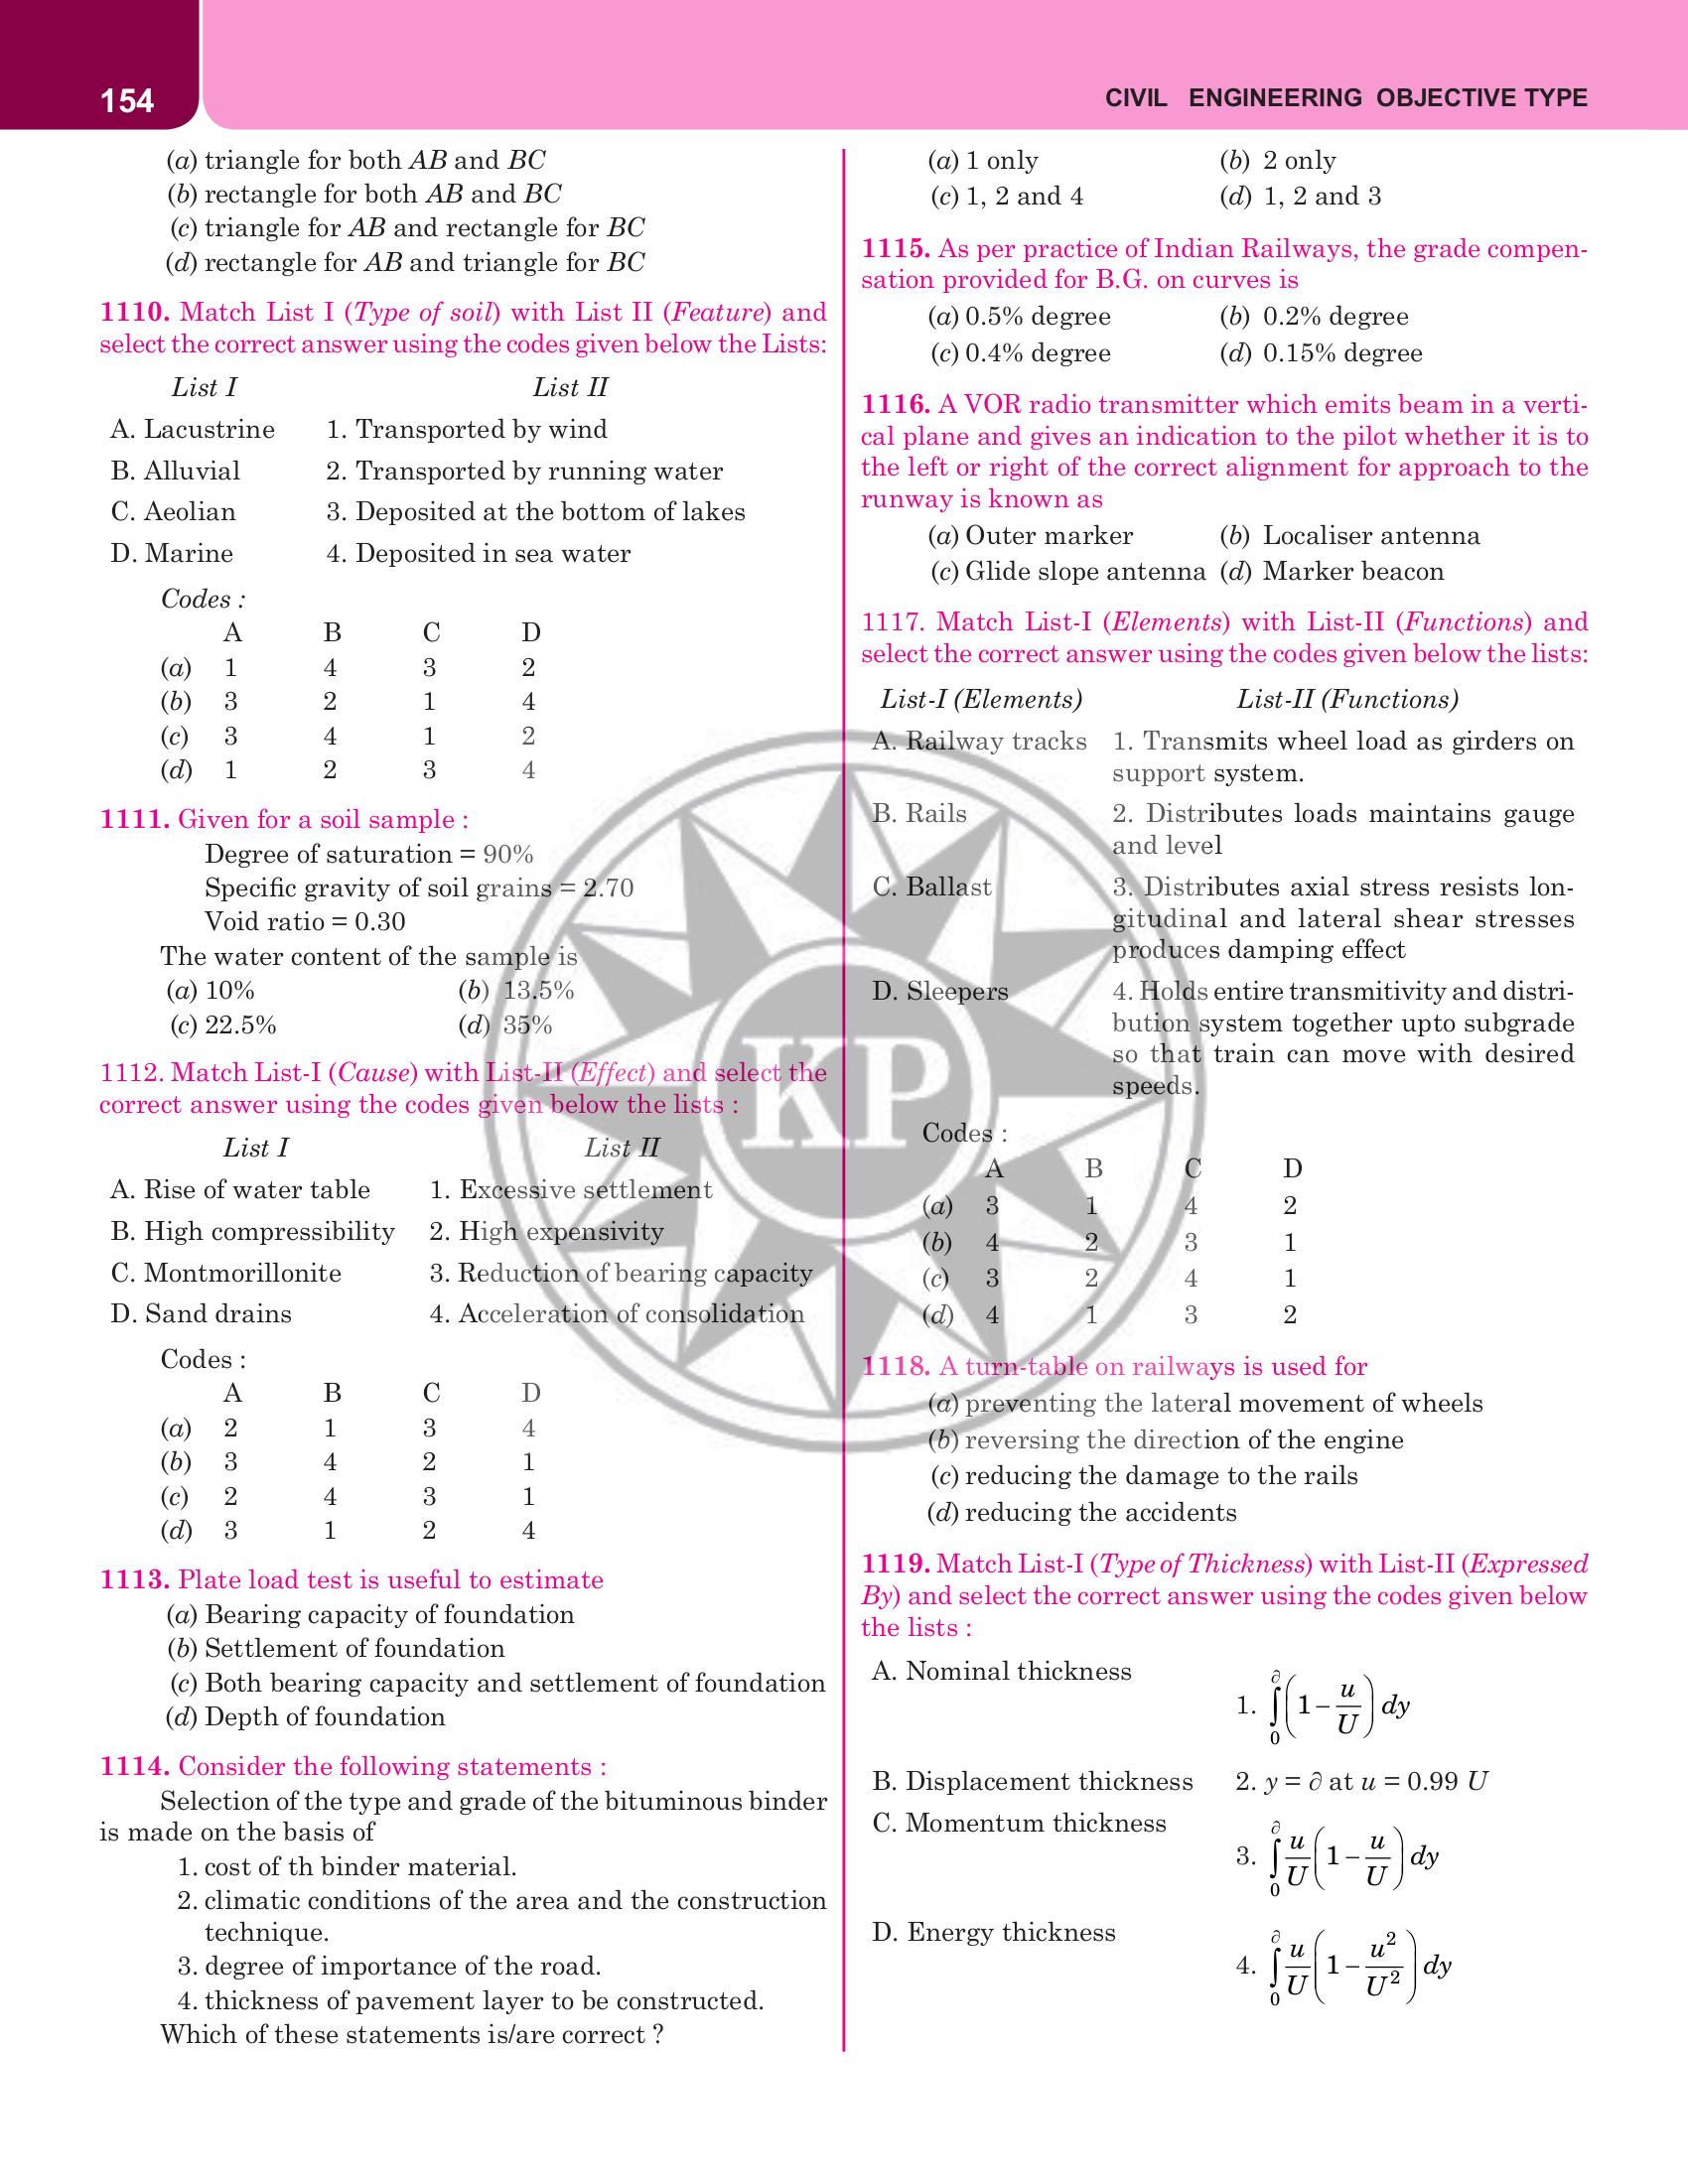 154
CIVIL ENGINEERING OBJECTIVE TYPE
(a) triangle for both AB and BC
(b) rectangle for both AB and BC
(c) triangle for AB and rectangle for BC
(d) rectangle for AB and triangle for BC
1110. Match List I (Type of soil) with List II (Feature) and
select the correct answer using the codes given below the Lists:
List I List II
A. Lacustrine 1. Transported by wind
B. Alluvial 2. Transported by running water
C. Aeolian 3. Deposited at the bottom of lakes
D. Marine 4. Deposited in sea water
Codes :
A B C D
(a) 1 4 3 2
(b) 3 2 1 4
(c) 3 4 1 2
(d) 1 2 3 4
1111. Given for a soil sample :
Degree of saturation = 90%
Specific gravity of soil grains = 2.70
Void ratio = 0.30
The water content of the sample is
(a) 10% (b) 13.5%
(c) 22.5% (d) 35%
1112. Match List-I (Cause) with List-II (Effect) and select the
correct answer using the codes given below the lists :
List I List II
A. Rise of water table 1. Excessive settlement
B. High compressibility 2. High expensivity
C. Montmorillonite 3. Reduction of bearing capacity
D. Sand drains 4. Acceleration of consolidation
Codes :
A B C D
(a) 2 1 3 4
(b) 3 4 2 1
(c) 2 4 3 1
(d) 3 1 2 4
1113. Plate load test is useful to estimate
(a) Bearing capacity of foundation
(b) Settlement of foundation
(c) Both bearing capacity and settlement of foundation
(d) Depth of foundation
1114. Consider the following statements :
Selection of the type and grade of the bituminous binder
is made on the basis of
1. cost of th binder material.
2. climatic conditions of the area and the construction
technique.
3. degree of importance of the road.
4. thickness of pavement layer to be constructed.
Which of these statements is/are correct ?
(a) 1 only (b) 2 only
(c) 1, 2 and 4 (d) 1, 2 and 3
1115. As per practice of Indian Railways, the grade compen-
sation provided for B.G. on curves is
(a) 0.5% degree (b) 0.2% degree
(c) 0.4% degree (d) 0.15% degree
1116. A VOR radio transmitter which emits beam in a verti-
cal plane and gives an indication to the pilot whether it is to
the left or right of the correct alignment for approach to the
runway is known as
(a) Outer marker (b) Localiser antenna
(c) Glide slope antenna (d) Marker beacon
1117. Match List-I (Elements) with List-II (Functions) and
select the correct answer using the codes given below the lists:
List-I (Elements) List-II (Functions)
A. Railway tracks 1. Transmits wheel load as girders on
support system.
B. Rails 2. Distributes loads maintains gauge
and level
C. Ballast 3. Distributes axial stress resists lon-
gitudinal and lateral shear stresses
produces damping effect
D. Sleepers 4. Holds entire transmitivity and distri-
bution system together upto subgrade
so that train can move with desired
speeds.
Codes :
A B C D
(a) 3 1 4 2
(b) 4 2 3 1
(c) 3 2 4 1
(d) 4 1 3 2
1118. A turn-table on railways is used for
(a) preventing the lateral movement of wheels
(b) reversing the direction of the engine
(c) reducing the damage to the rails
(d) reducing the accidents
1119. Match List-I (Type of Thickness) with List-II (Expressed
By) and select the correct answer using the codes given below
the lists :
A. Nominal thickness 1. ∫₀^∂ (1 − u/U) dy
B. Displacement thickness 2. y = ∂ at u = 0.99 U
C. Momentum thickness 3. ∫₀^∂ u/U (1 − u/U) dy
D. Energy thickness 4. ∫₀^∂ u/U (1 − u²/U²) dy
KP